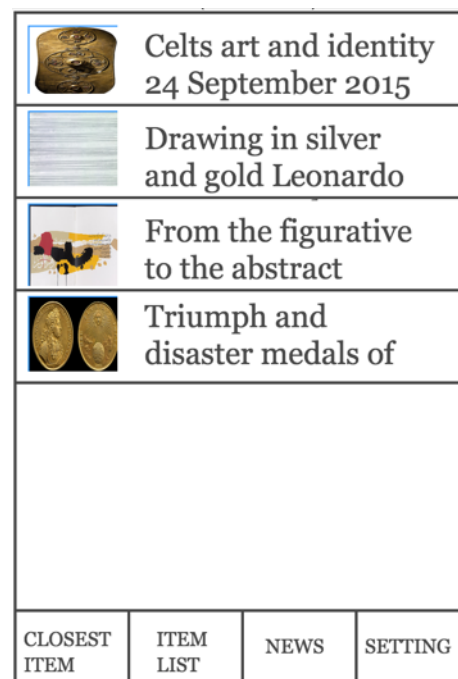 Celts art and identity
24 September 2015
Drawing in silver
and gold Leonardo
From the figurative
to the abstract
Triumph and
disaster medals of
CLOSEST
ITEM
ITEM
LIST
NEWS
SETTING